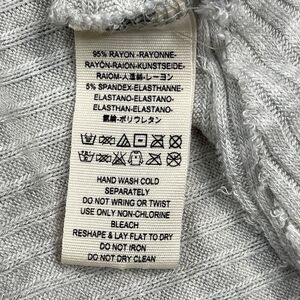 95% RAYON -RAYONNE-
RAYÓN-RAION-KUNSTSEIDE-
RAIOM-人造絲-レーヨン
5% SPANDEX-ELASTHANNE-
ELASTANO-ELASTANO-
ELASTHAN-ELASTANO-
氨綸-ポリウレタン
HAND WASH COLD
SEPARATELY
DO NOT WRING OR TWIST
USE ONLY NON-CHLORINE
BLEACH
RESHAPE & LAY FLAT TO DRY
DO NOT IRON
DO NOT DRY CLEAN